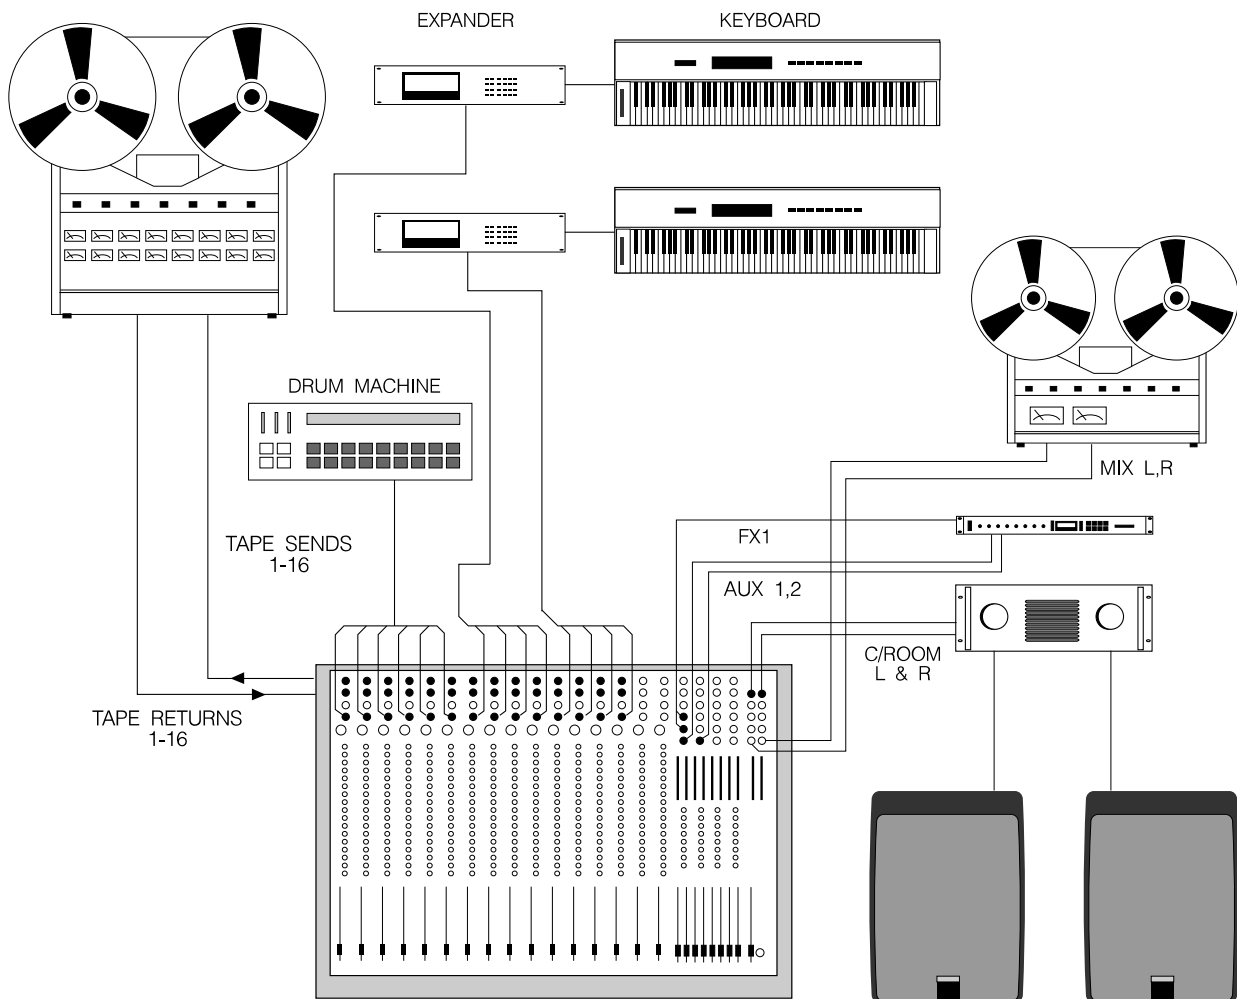 EXPANDER
KEYBOARD
DRUM MACHINE
MIX L,R
TAPE SENDS
1-16
FX1
AUX 1,2
C/ROOM
L & R
TAPE RETURNS
1-16